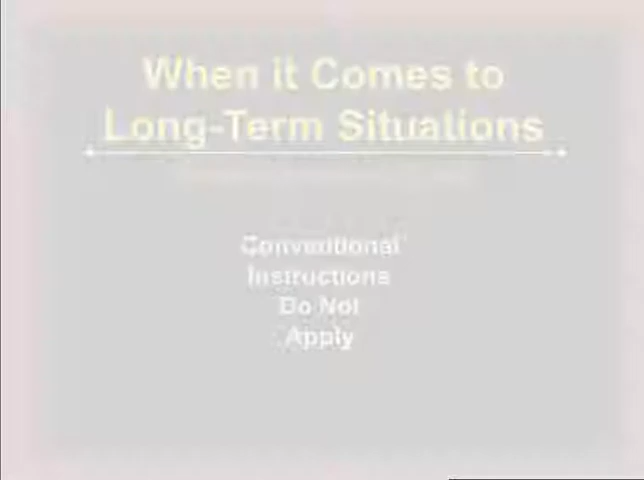 When it Comes to
Long-Term Situations
Conventional
Instructions
Do Not
Apply